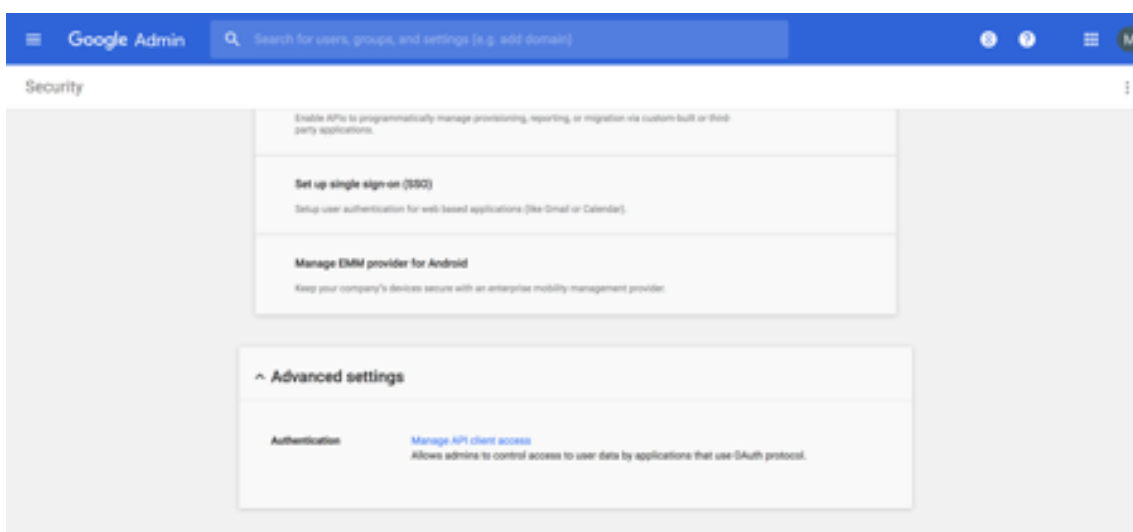 Google Admin
Search for users, groups, and settings (e.g. add domain)
M
Security
Enable APIs to programmatically manage provisioning, reporting, or migration via custom-built or third-
party applications.
Set up single sign-on (SSO)
Setup user authentication for web based applications (like Gmail or Calendar).
Manage EMM provider for Android
Keep your company's devices secure with an enterprise mobility management provider.
Advanced settings
Authentication
Manage API client access
Allows admins to control access to user data by applications that use OAuth protocol.